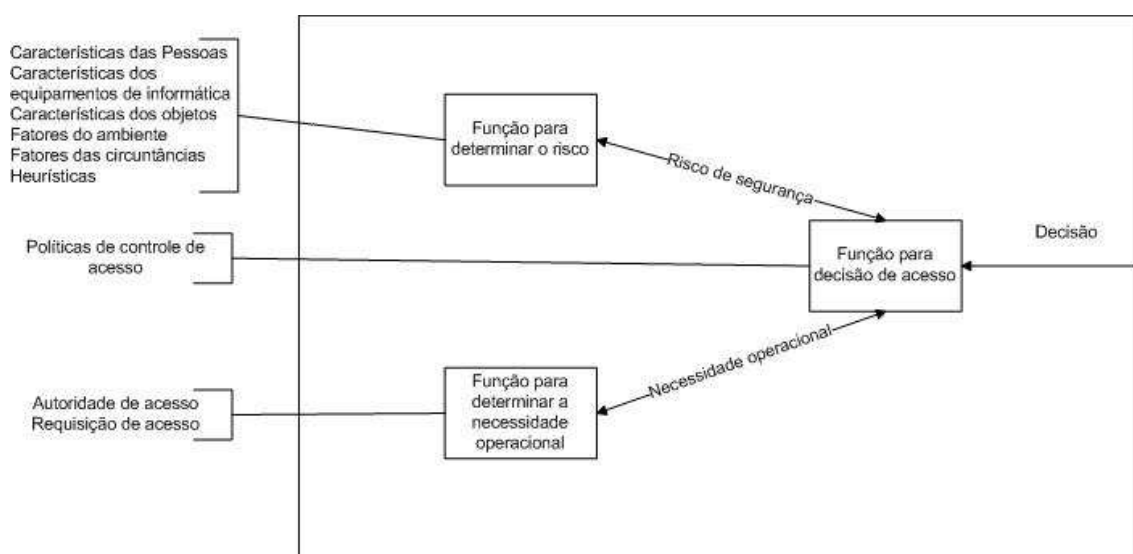 Características das Pessoas
Características dos
equipamentos de informática
Características dos objetos
Fatores do ambiente
Fatores das circuntâncias
Heurísticas
Função para
determinar o risco
Risco de segurança
Políticas de controle de
acesso
Função para
decisão de acesso
Decisão
Necessidade operacional
Autoridade de acesso
Requisição de acesso
Função para
determinar a
necessidade
operacional